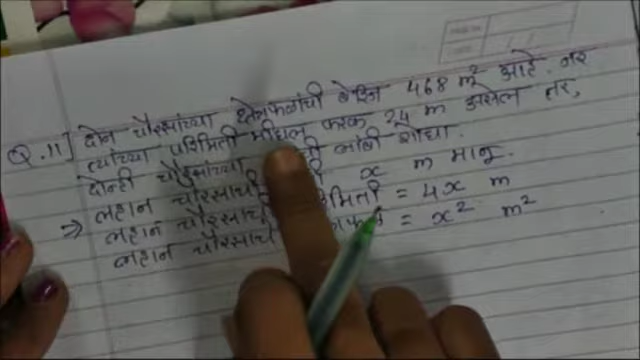 Q.11] दोन चौरसांच्या क्षेत्रफळांची बेरिज 468 m² आहे. जर
त्यांच्या परिमिती मधिल फरक 24 m असेल तर,
दोन्ही चौरसांच्या बाजूंची लांबी शोधा.
⇒ लहान चौरसाची x m मानू.
लहान चौरसाची परिमिती = 4x m
लहान चौरसाचे = x² m²